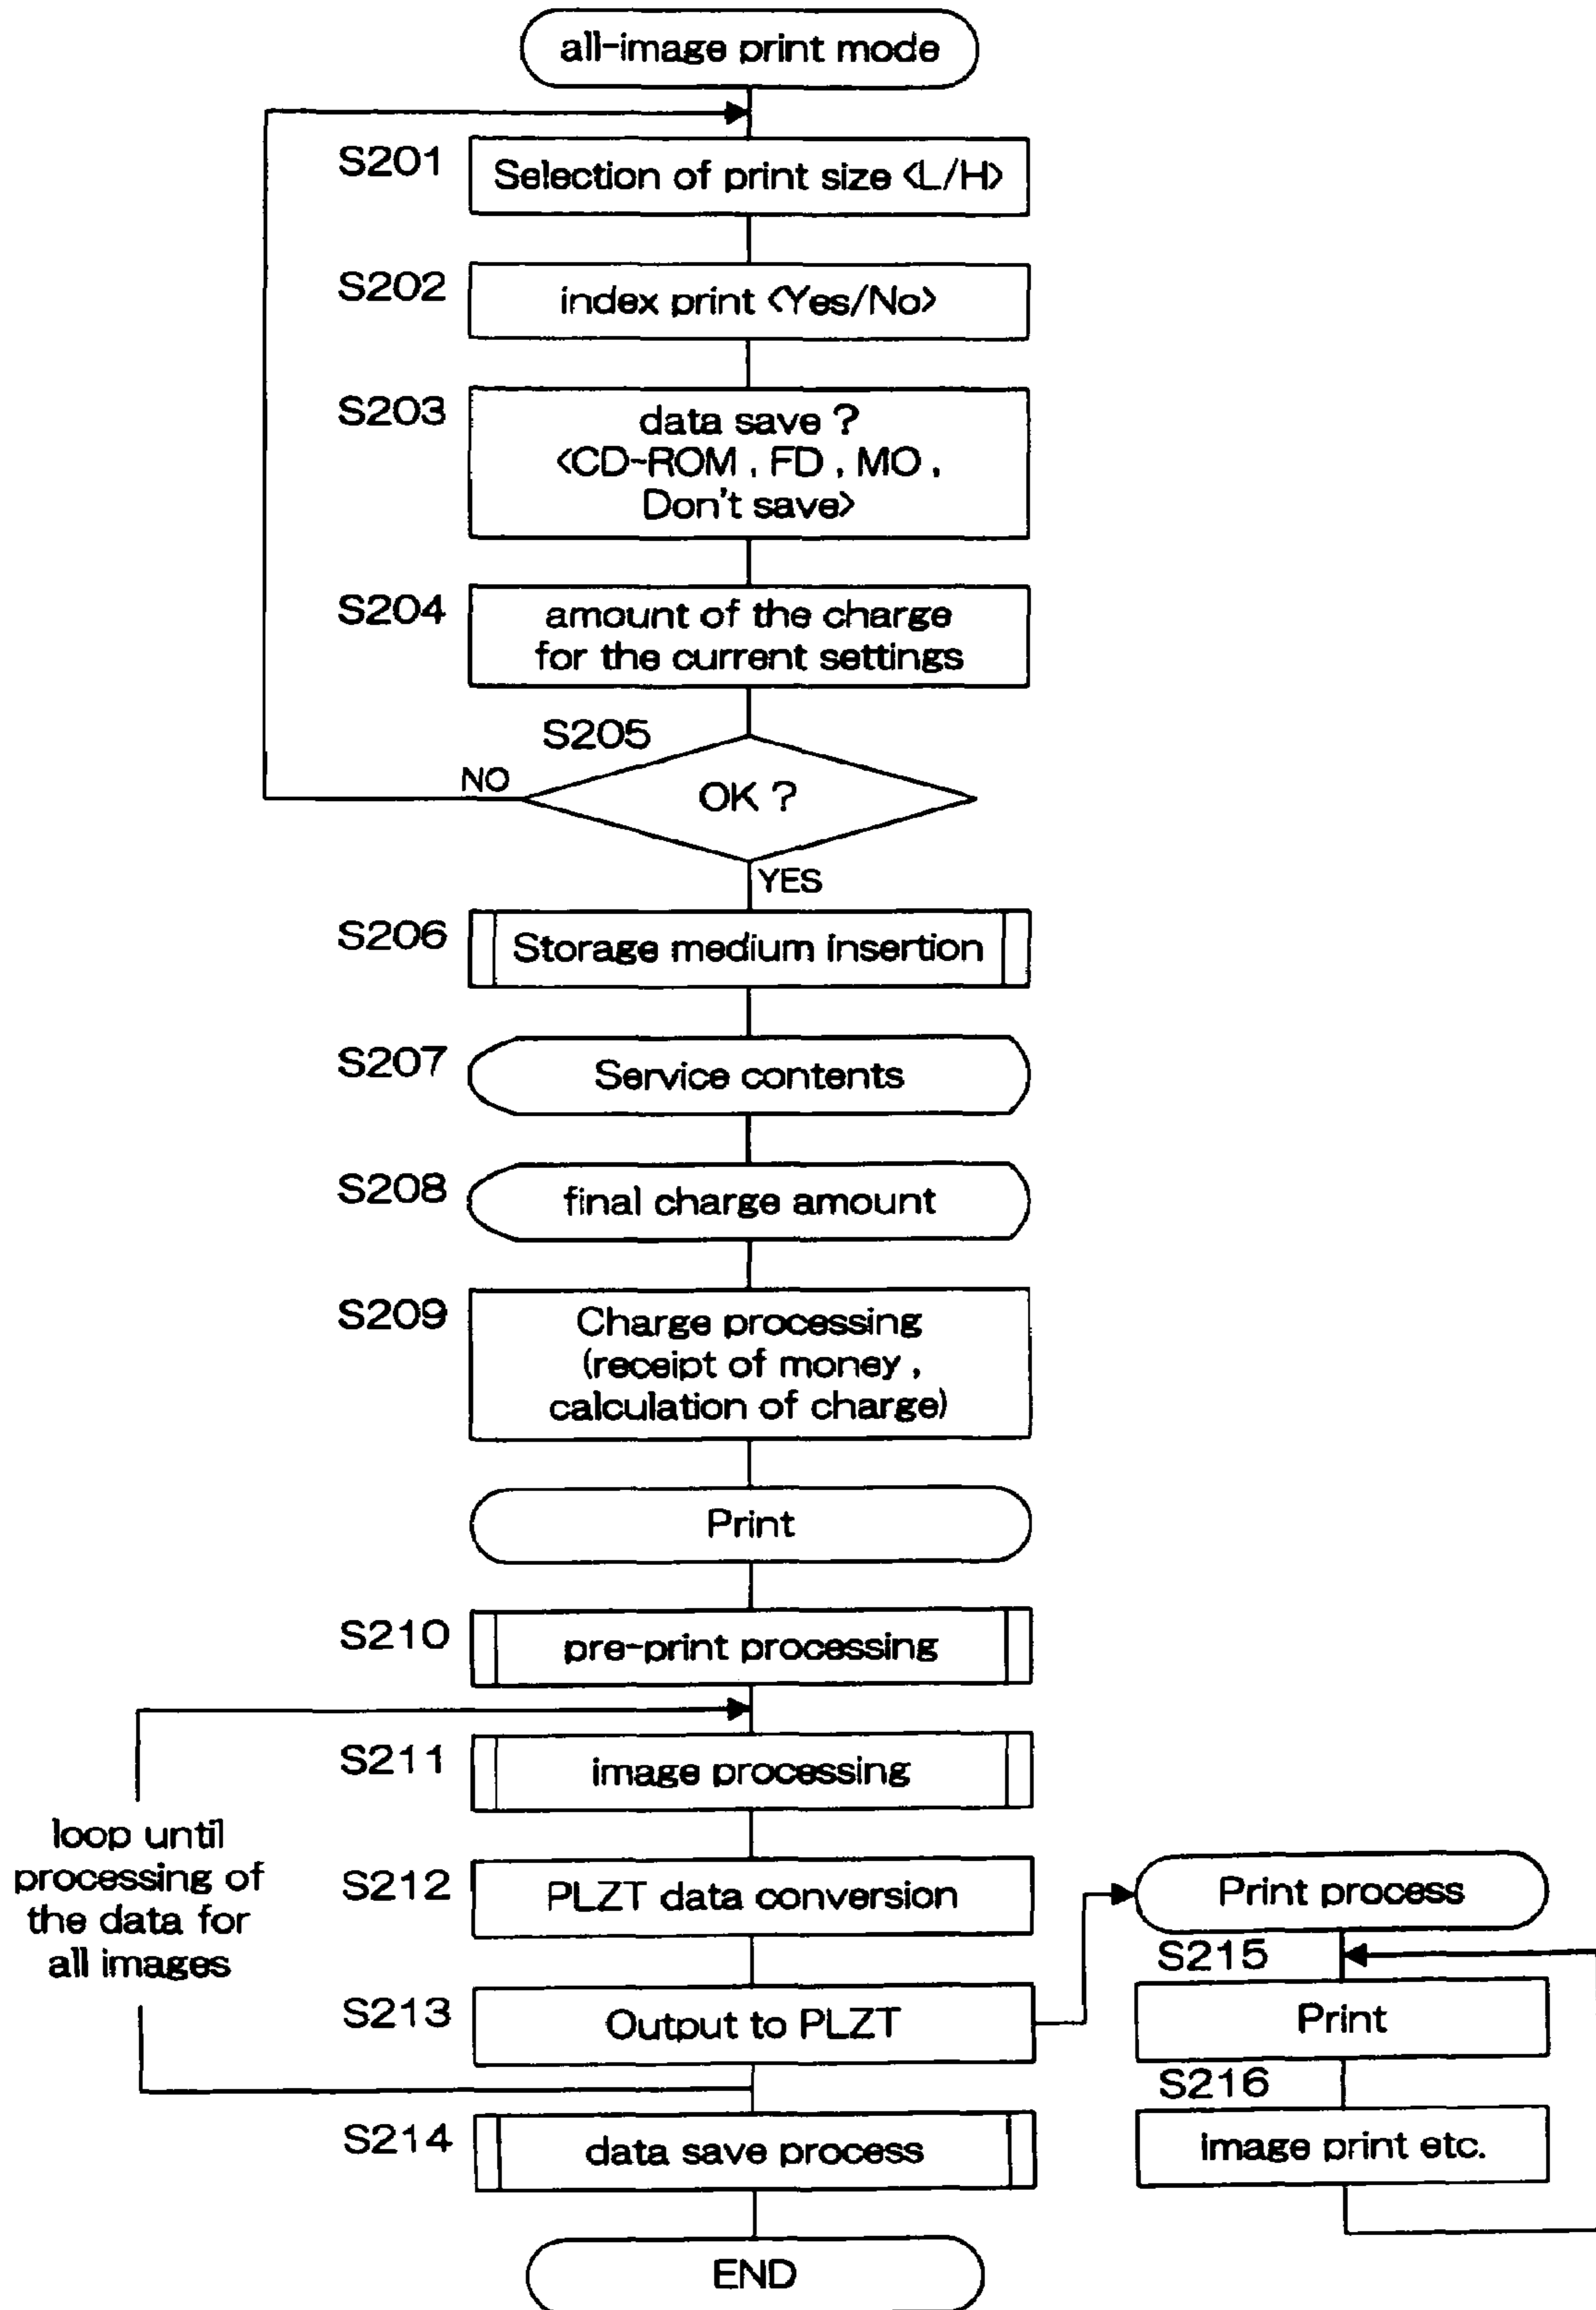 all-image print mode
S201
Selection of print size <L/H>
S202
index print <Yes/No>
S203
data save ?
<CD-ROM , FD , MO ,
Don't save>
S204
amount of the charge
for the current settings
S205
OK ?
NO
YES
S206
Storage medium insertion
S207
Service contents
S208
final charge amount
S209
Charge processing
(receipt of money ,
calculation of charge)
Print
S210
pre-print processing
S211
image processing
loop until
processing of
the data for
all images
S212
PLZT data conversion
S213
Output to PLZT
S214
data save process
END
Print process
S215
Print
S216
image print etc.